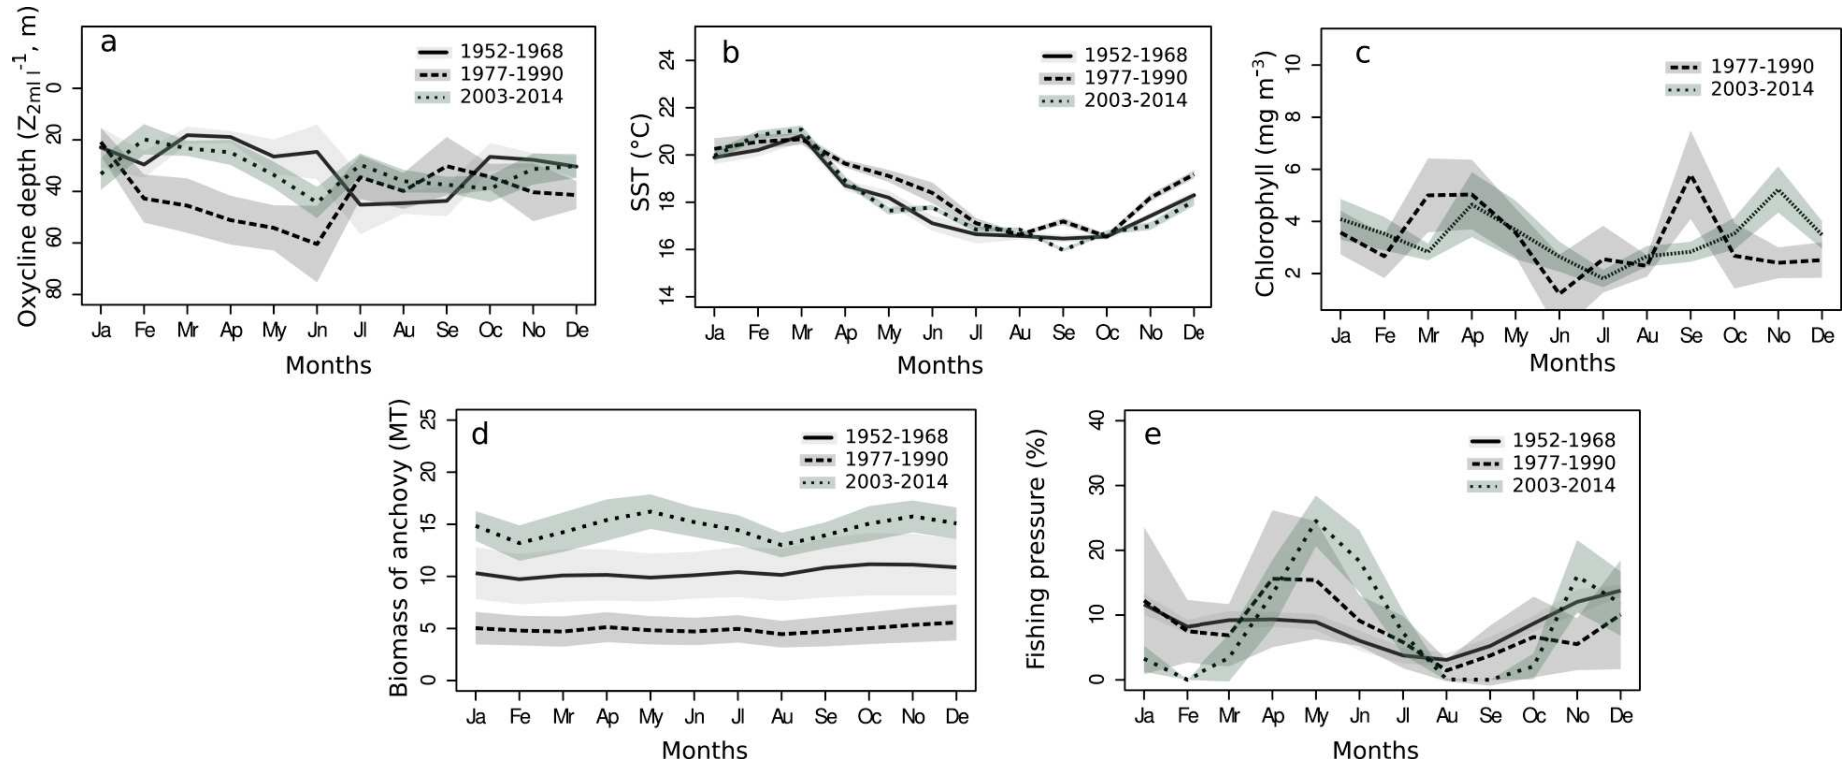 a
1952-1968
1977-1990
2003-2014
Oxycline depth (Z2ml l-1, m)
0
20
40
60
80
Ja Fe Mr Ap My Jn Jl Au Se Oc No De
Months
b
1952-1968
1977-1990
2003-2014
SST (°C)
24
22
20
18
16
14
Ja Fe Mr Ap My Jn Jl Au Se Oc No De
Months
c
1977-1990
2003-2014
Chlorophyll (mg m−3)
10
8
6
4
2
Ja Fe Mr Ap My Jn Jl Au Se Oc No De
Months
d
1952-1968
1977-1990
2003-2014
Biomass of anchovy (MT)
25
20
15
10
5
0
Ja Fe Mr Ap My Jn Jl Au Se Oc No De
Months
e
1952-1968
1977-1990
2003-2014
Fishing pressure (%)
40
30
20
10
0
Ja Fe Mr Ap My Jn Jl Au Se Oc No De
Months